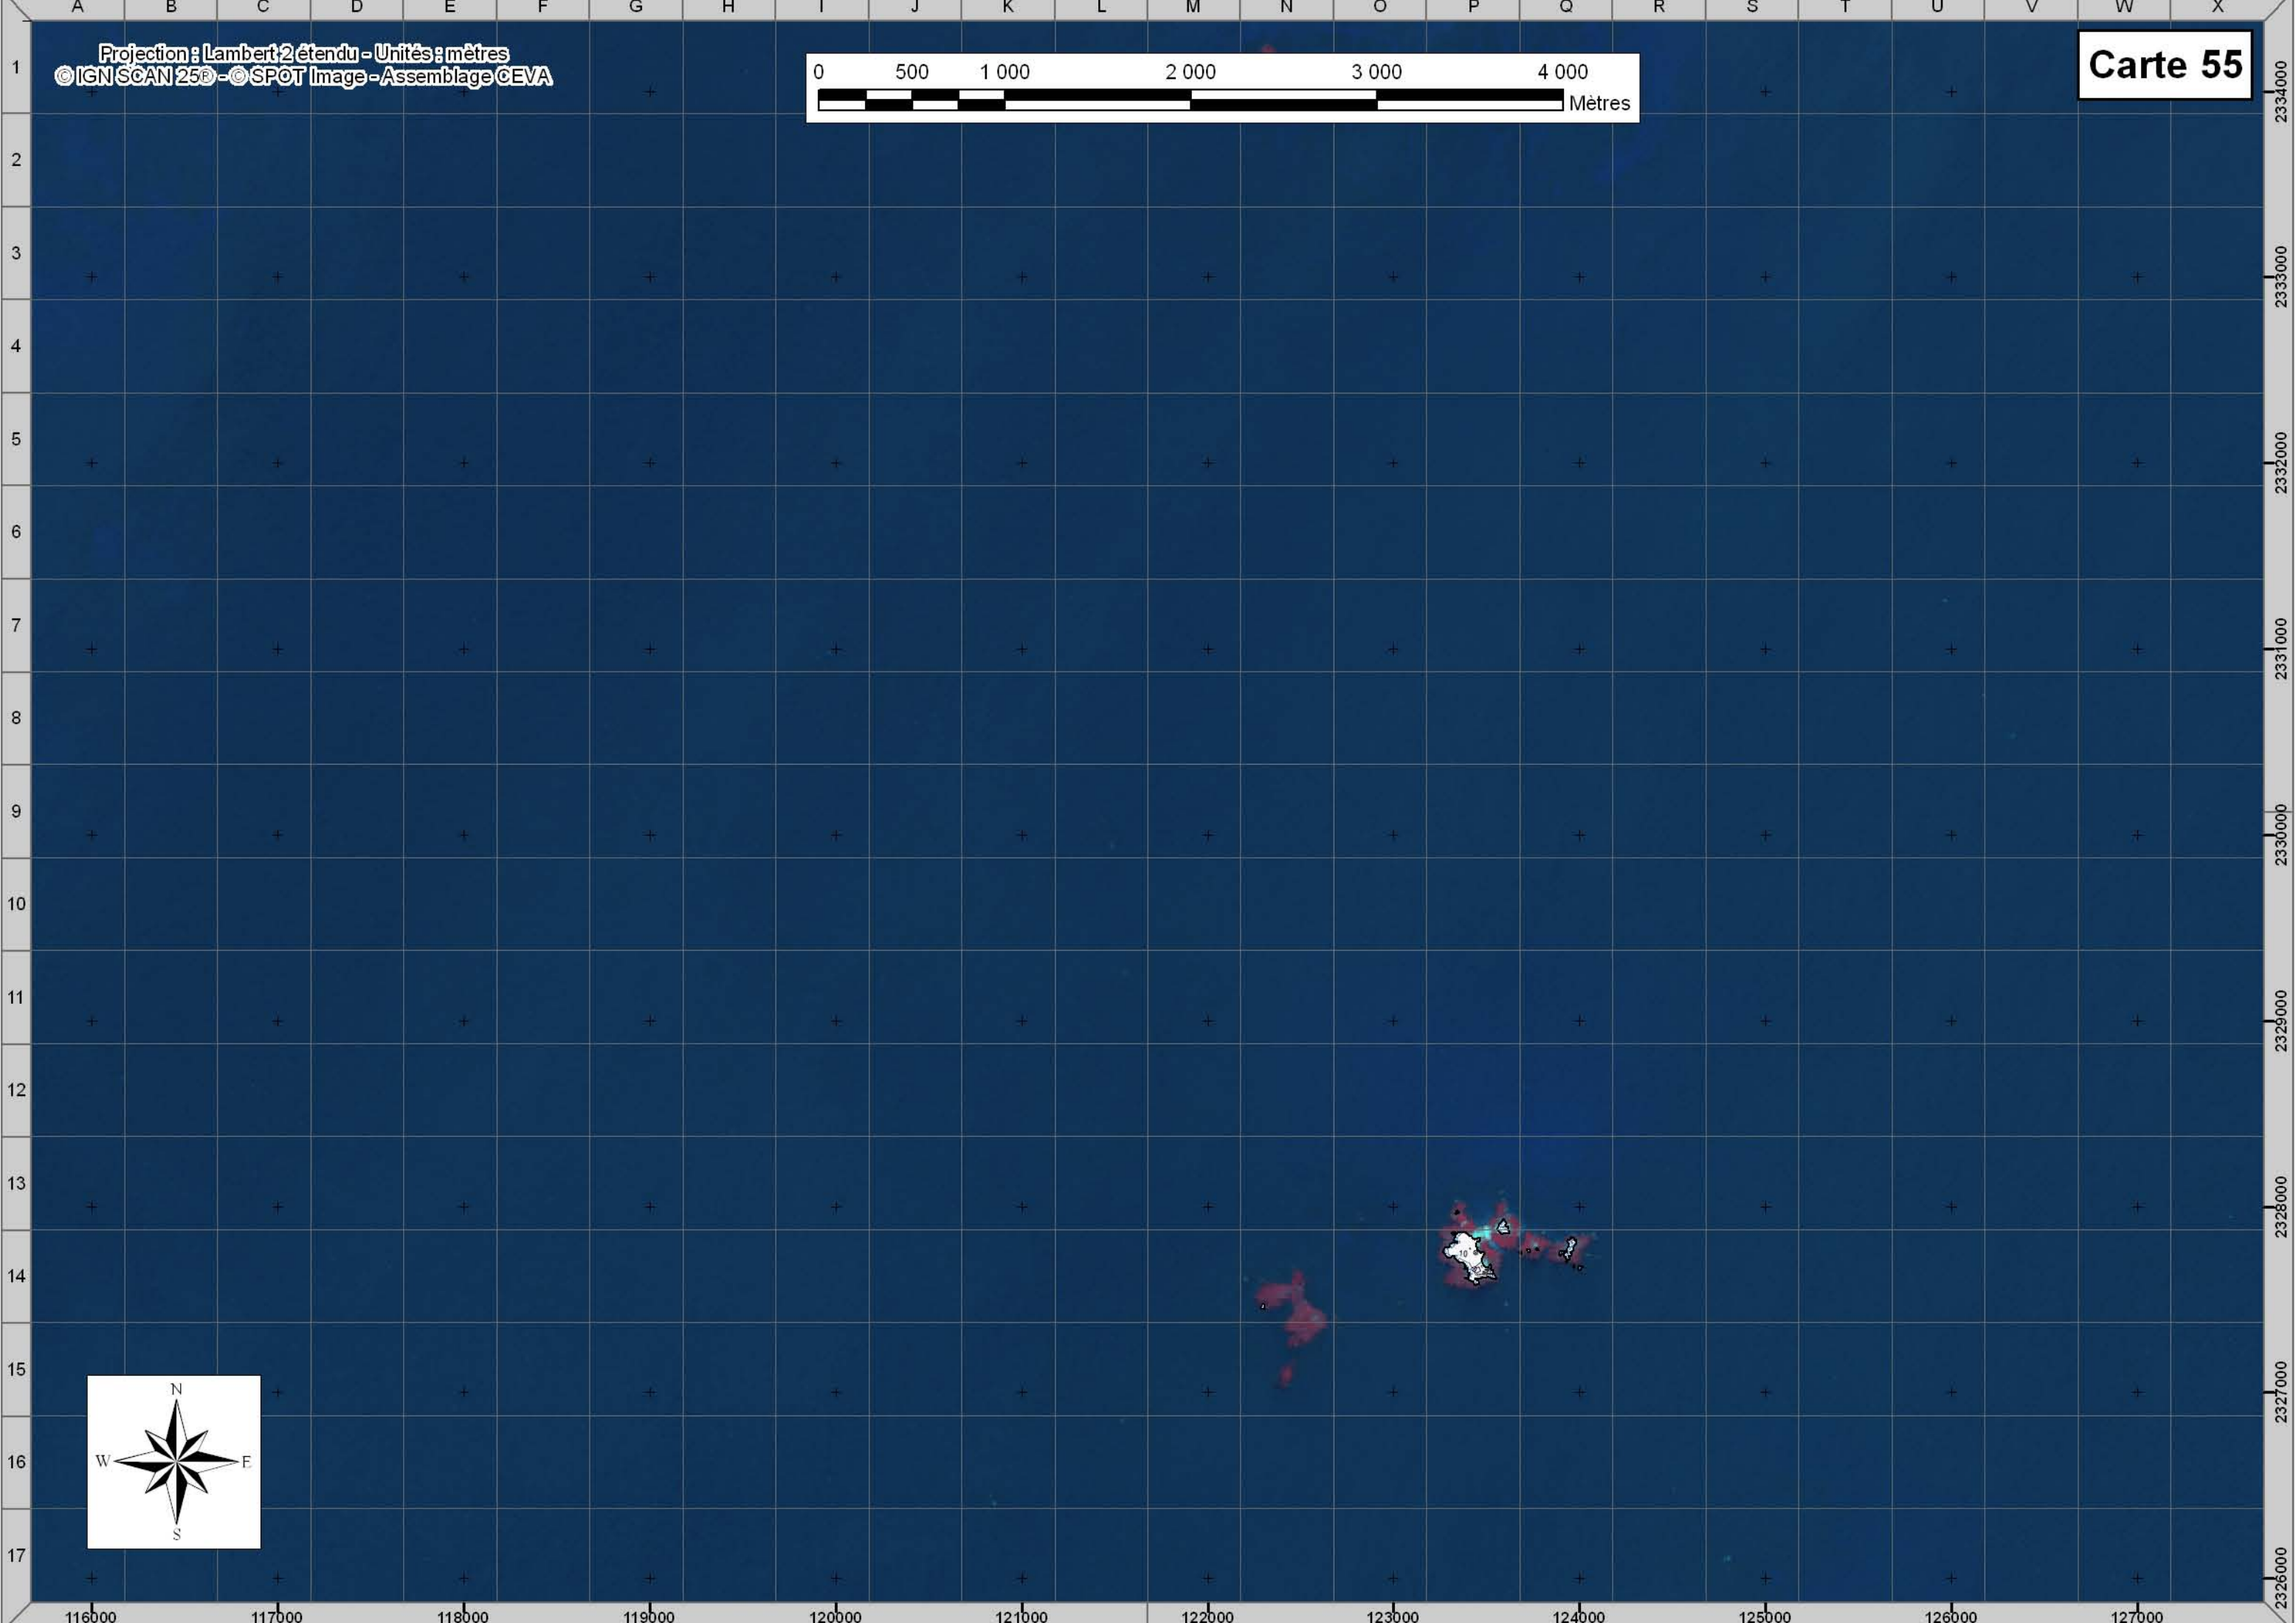 A B C D E F G H I J K L M N O P Q R S T U V W X
Projection : Lambert 2 étendu - Unités : mètres
© IGN SCAN 25® - © SPOT Image - Assemblage CEVA
0 500 1 000 2 000 3 000 4 000
Mètres
Carte 55
1
2
3
4
5
6
7
8
9
10
11
12
13
14
15
16
17
2334000
2333000
2332000
2331000
2330000
2329000
2328000
2327000
2326000
10
N
W E
S
116000 117000 118000 119000 120000 121000 122000 123000 124000 125000 126000 127000